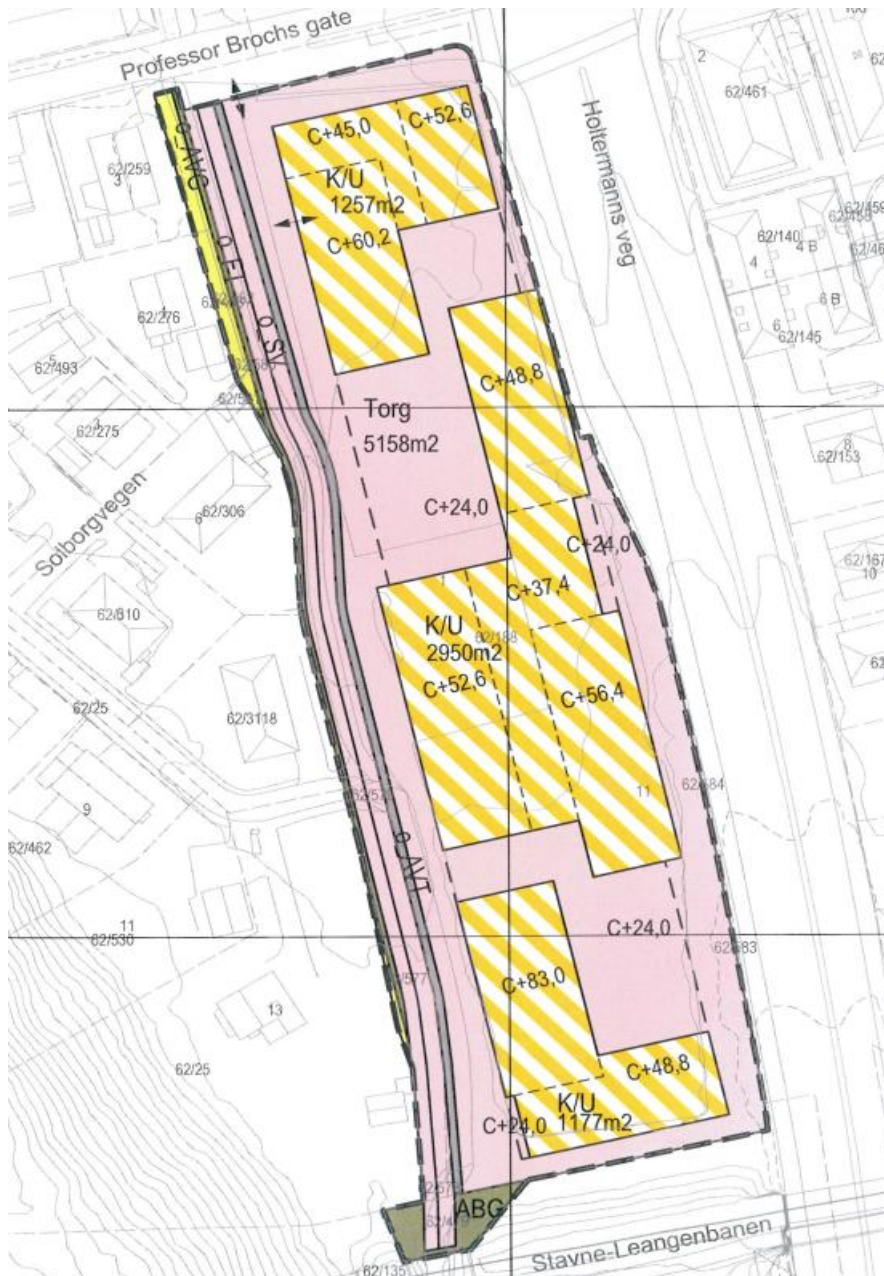 Professor Brochs gate
2
62/461
Holtermanns veg
o_AVG
62/259
3
C+45,0
C+52,6
K/U
1257m2
C+60,2
62/140
4 B
4
6 B
o_FT
62/276
o_SV
6
62/145
62/493
5
C+48,8
Torg
5158m2
62/275
3
8
62/153
Solborgvegen
6
62/306
C+24,0
C+24,0
10
C+37,4
62/810
K/U
62/188
2950m2
C+52,6
C+56,4
62/25
62/3118
11
9
62/462
o_AVT
11
62/530
C+24,0
C+83,0
13
62/25
C+48,8
K/U
1177m2
C+24,0
ABG
Stavne-Leangenbanen
62/135